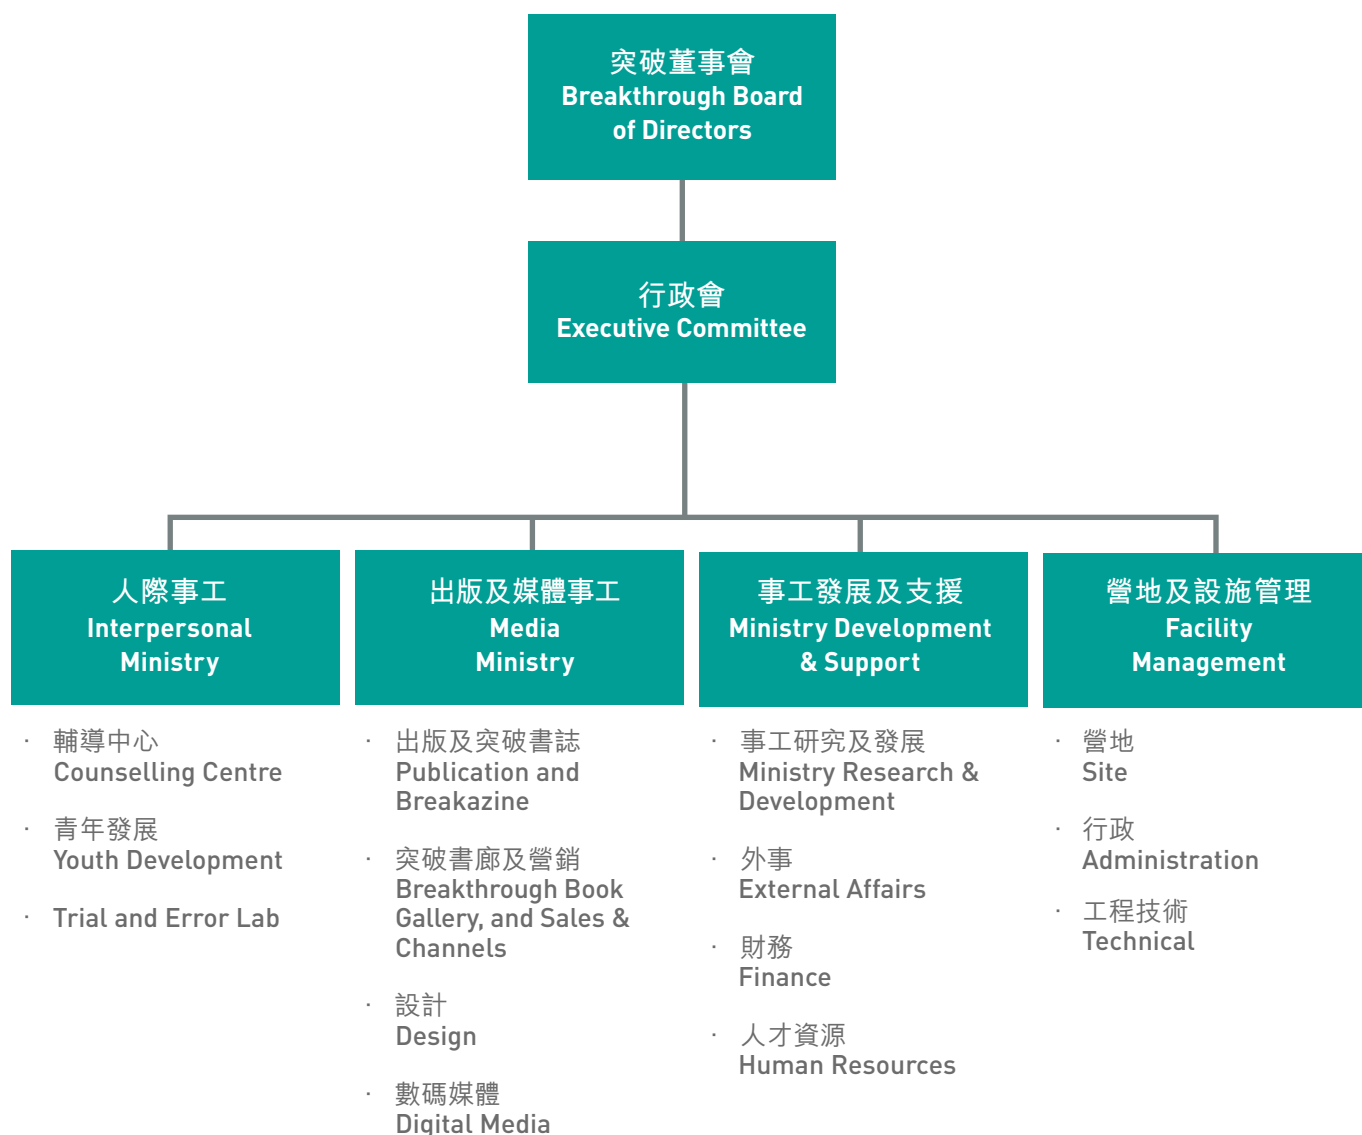 突破董事會
Breakthrough Board
of Directors
行政會
Executive Committee
人際事工
Interpersonal
Ministry
· 輔導中心
Counselling Centre
· 青年發展
Youth Development
· Trial and Error Lab
出版及媒體事工
Media
Ministry
· 出版及突破書誌
Publication and
Breakazine
· 突破書廊及營銷
Breakthrough Book
Gallery, and Sales &
Channels
· 設計
Design
· 數碼媒體
Digital Media
事工發展及支援
Ministry Development
& Support
· 事工研究及發展
Ministry Research &
Development
· 外事
External Affairs
· 財務
Finance
· 人才資源
Human Resources
營地及設施管理
Facility
Management
· 營地
Site
· 行政
Administration
· 工程技術
Technical